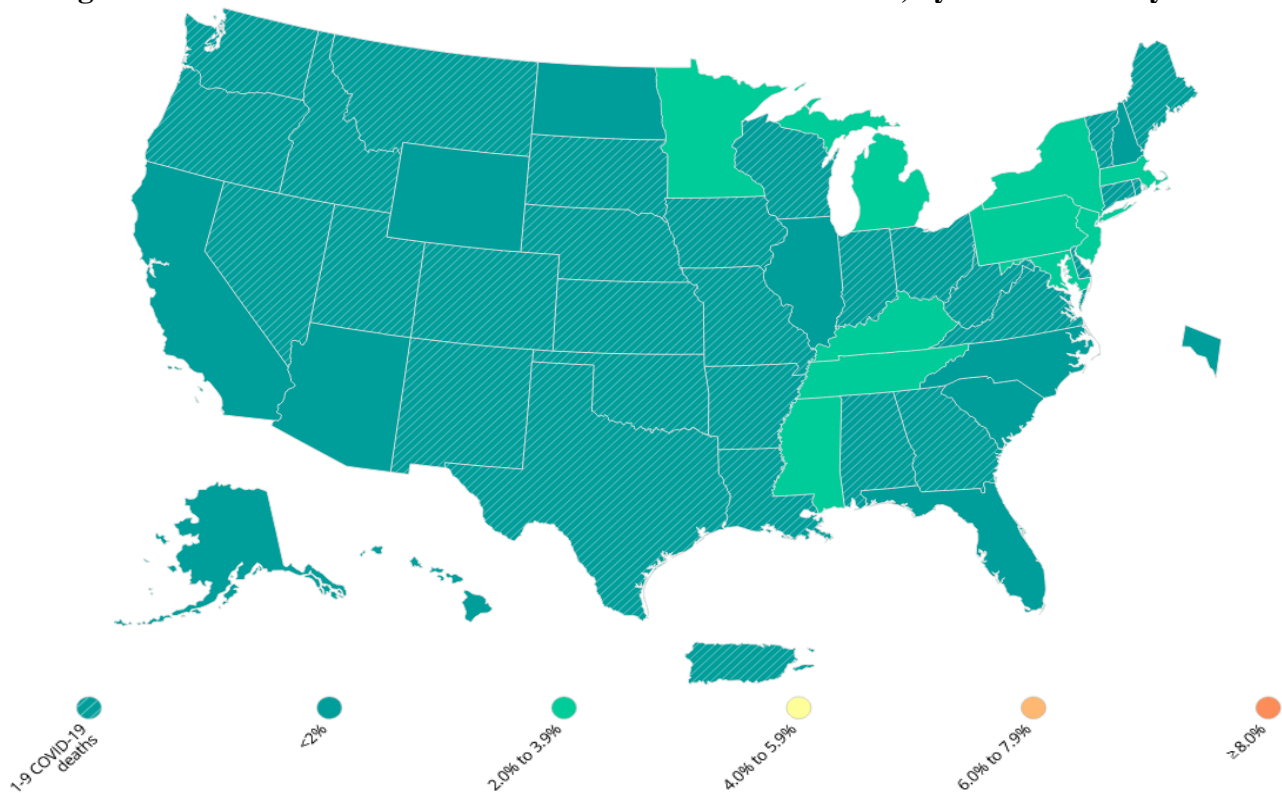 1-9 COVID-19
deaths
<2%
2.0% to 3.9%
4.0% to 5.9%
6.0% to 7.9%
≥8.0%